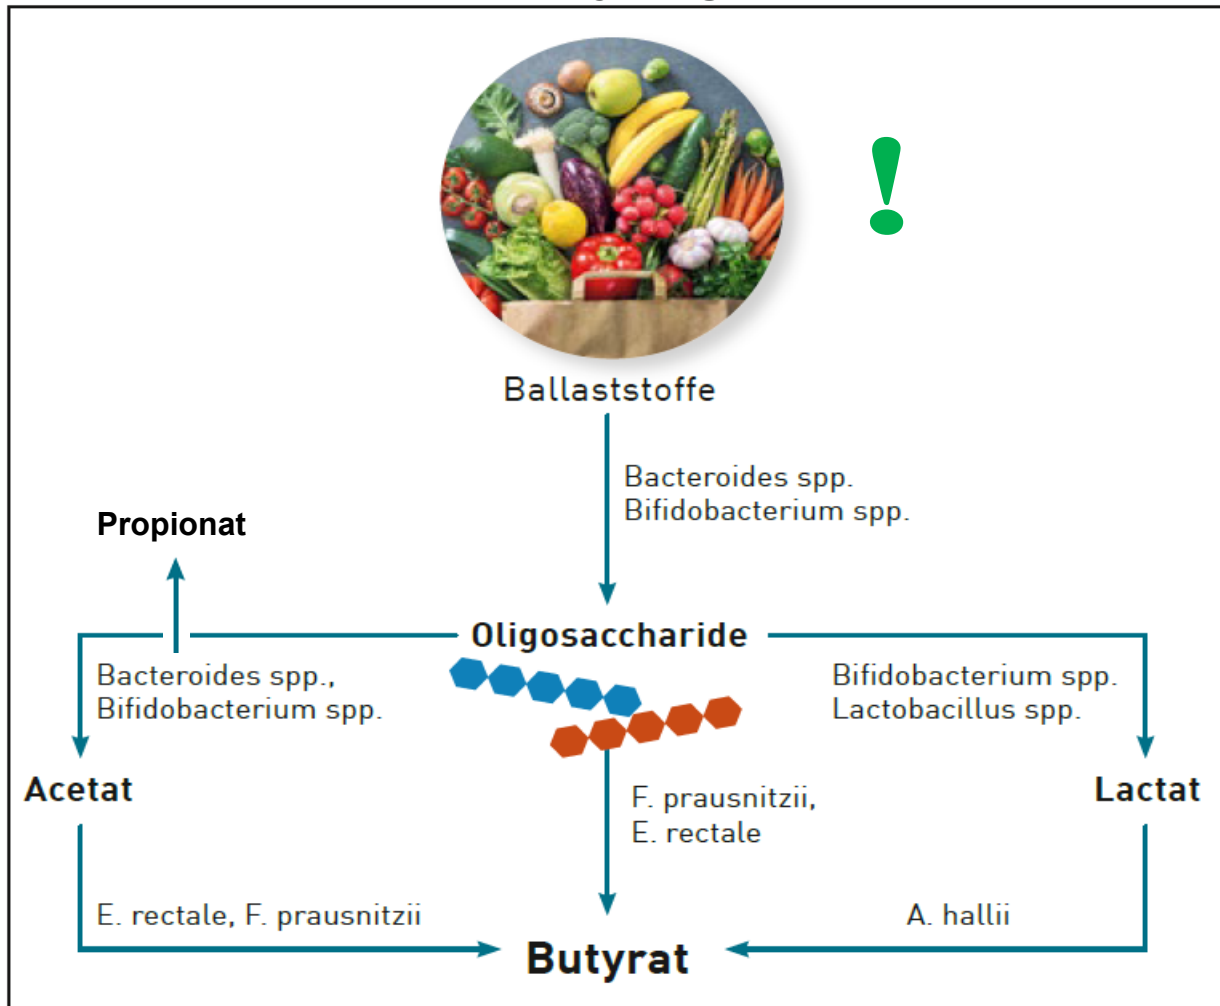 !
Ballaststoffe
Bacteroides spp.
Bifidobacterium spp.
Propionat
Oligosaccharide
Bacteroides spp.,
Bifidobacterium spp.
Bifidobacterium spp.
Lactobacillus spp.
Acetat
F. prausnitzii,
E. rectale
Lactat
E. rectale, F. prausnitzii
A. hallii
Butyrat